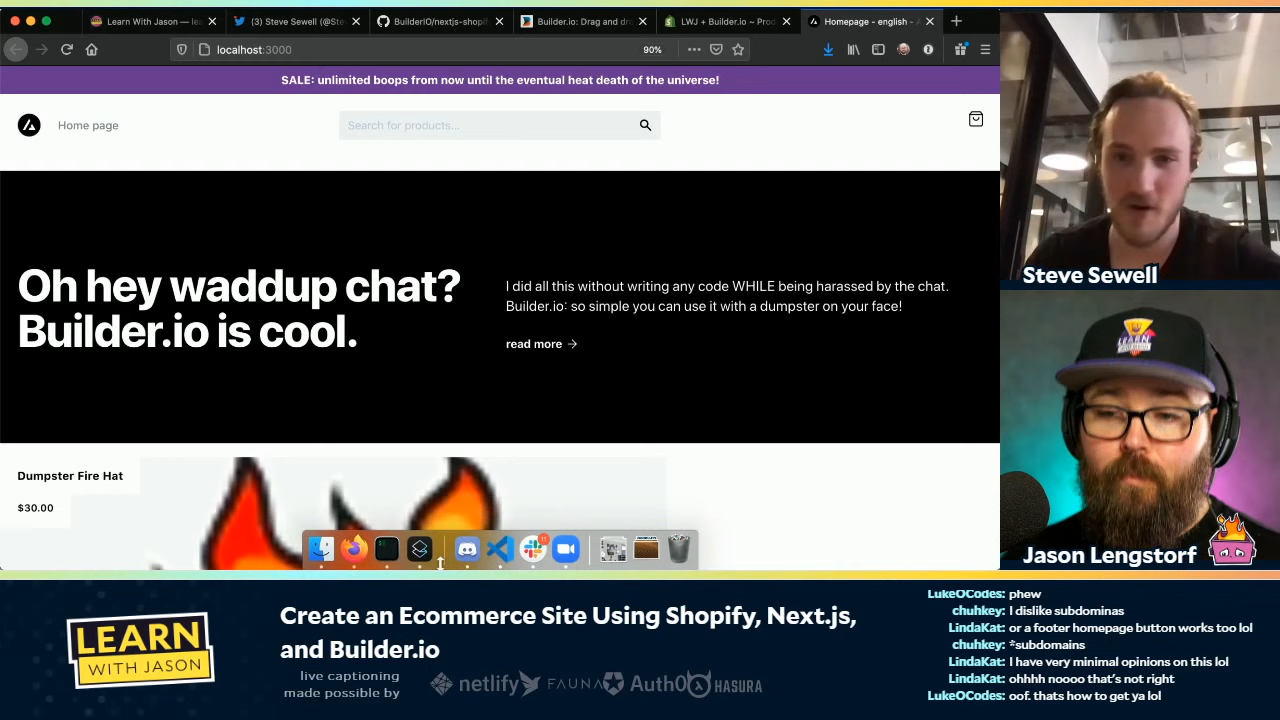 Learn With Jason — lea
(3) Steve Sewell (@Ste
BuilderIO/nextjs-shopif
Builder.io: Drag and dro
LWJ + Builder.io ~ Prod
Homepage - english - A
localhost:3000
90%
SALE: unlimited boops from now until the eventual heat death of the universe!
Home page
Search for products...
Oh hey waddup chat?
Builder.io is cool.
I did all this without writing any code WHILE being harassed by the chat.
Builder.io: so simple you can use it with a dumpster on your face!
read more →
Dumpster Fire Hat
$30.00
11
Steve Sewell
LEARN
Jason Lengstorf
LEARN
WITH JASON
Create an Ecommerce Site Using Shopify, Next.js,
and Builder.io
live captioning
made possible by
netlify
FAUNA
Auth0
HASURA
LukeOCodes: phew
chuhkey: I dislike subdominas
LindaKat: or a footer homepage button works too lol
chuhkey: *subdomains
LindaKat: I have very minimal opinions on this lol
LindaKat: ohhhh noooo that's not right
LukeOCodes: oof. thats how to get ya lol